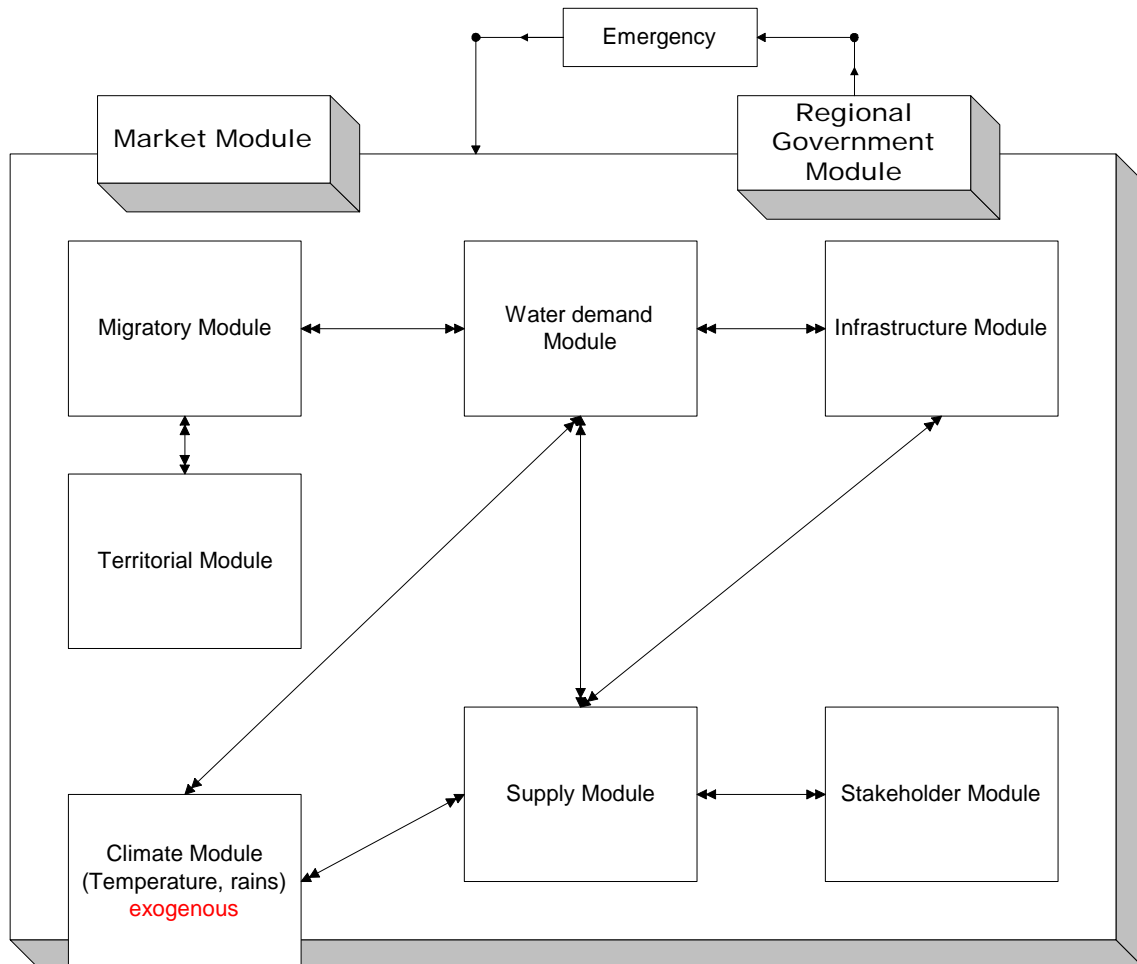 Emergency
Market Module
Regional
Government
Module
Migratory Module
Water demand
Module
Infrastructure Module
Territorial Module
Supply Module
Stakeholder Module
Climate Module
(Temperature, rains)
exogenous